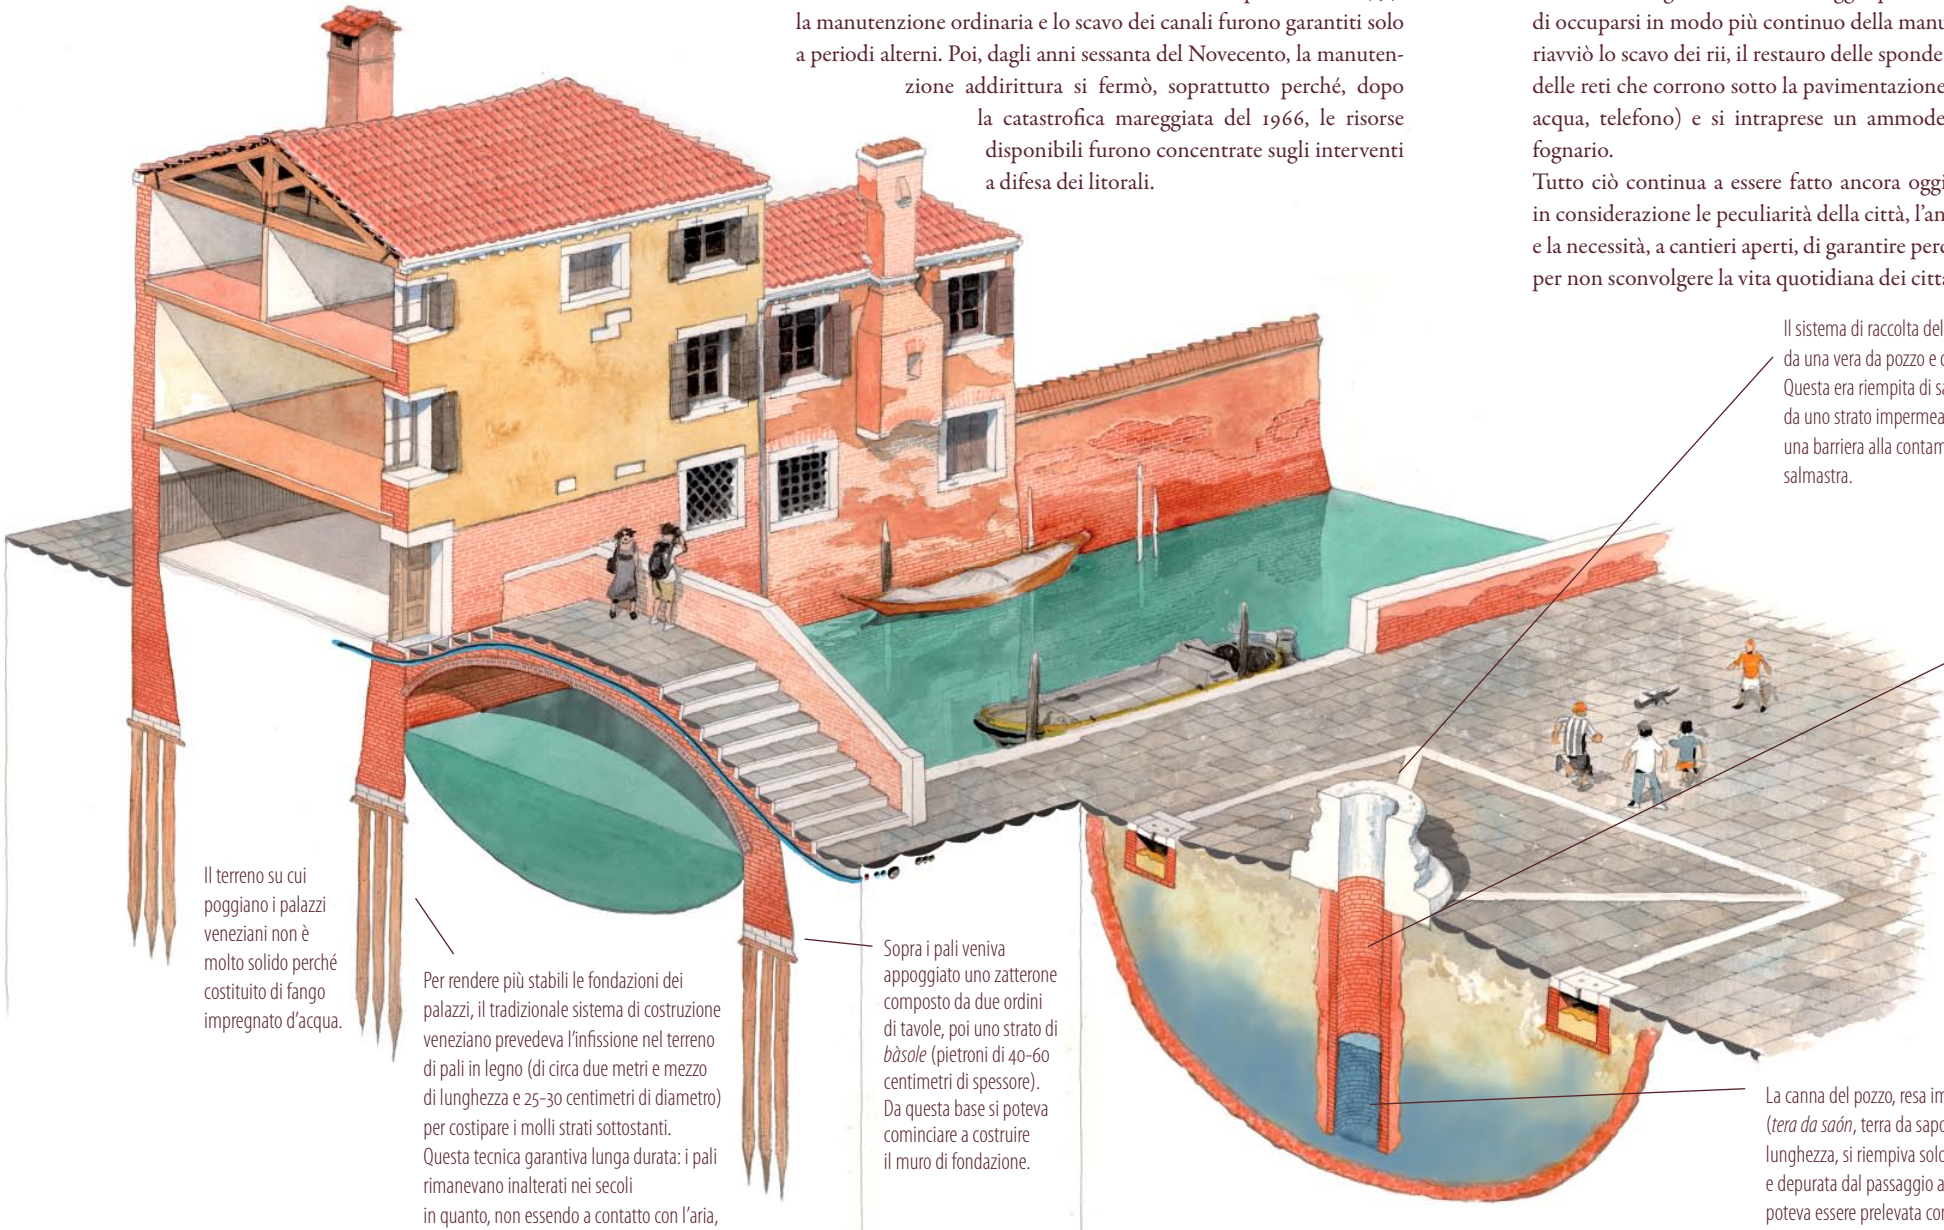 la manutenzione ordinaria e lo scavo dei canali furono garantiti solo
a periodi alterni. Poi, dagli anni sessanta del Novecento, la manuten-
zione addirittura si fermò, soprattutto perché, dopo
la catastrofica mareggiata del 1966, le risorse
disponibili furono concentrate sugli interventi
a difesa dei litorali.
di occuparsi in modo più continuo della manu
riavviò lo scavo dei rii, il restauro delle sponde
delle reti che corrono sotto la pavimentazione
acqua, telefono) e si intraprese un ammode
fognario.
Tutto ciò continua a essere fatto ancora oggi
in considerazione le peculiarità della città, l'an
e la necessità, a cantieri aperti, di garantire perc
per non sconvolgere la vita quotidiana dei citta
Il sistema di raccolta del
da una vera da pozzo e
Questa era riempita di sa
da uno strato impermea
una barriera alla contam
salmastra.
Il terreno su cui
poggiano i palazzi
veneziani non è
molto solido perché
costituito di fango
impregnato d'acqua.
Per rendere più stabili le fondazioni dei
palazzi, il tradizionale sistema di costruzione
veneziano prevedeva l'infissione nel terreno
di pali in legno (di circa due metri e mezzo
di lunghezza e 25-30 centimetri di diametro)
per costipare i molli strati sottostanti.
Questa tecnica garantiva lunga durata: i pali
rimanevano inalterati nei secoli
in quanto, non essendo a contatto con l'aria,
Sopra i pali veniva
appoggiato uno zatterone
composto da due ordini
di tavole, poi uno strato di
bàsole (pietroni di 40-60
centimetri di spessore).
Da questa base si poteva
cominciare a costruire
il muro di fondazione.
La canna del pozzo, resa im
(tera da saón, terra da sapo
lunghezza, si riempiva solo
e depurata dal passaggio a
poteva essere prelevata con